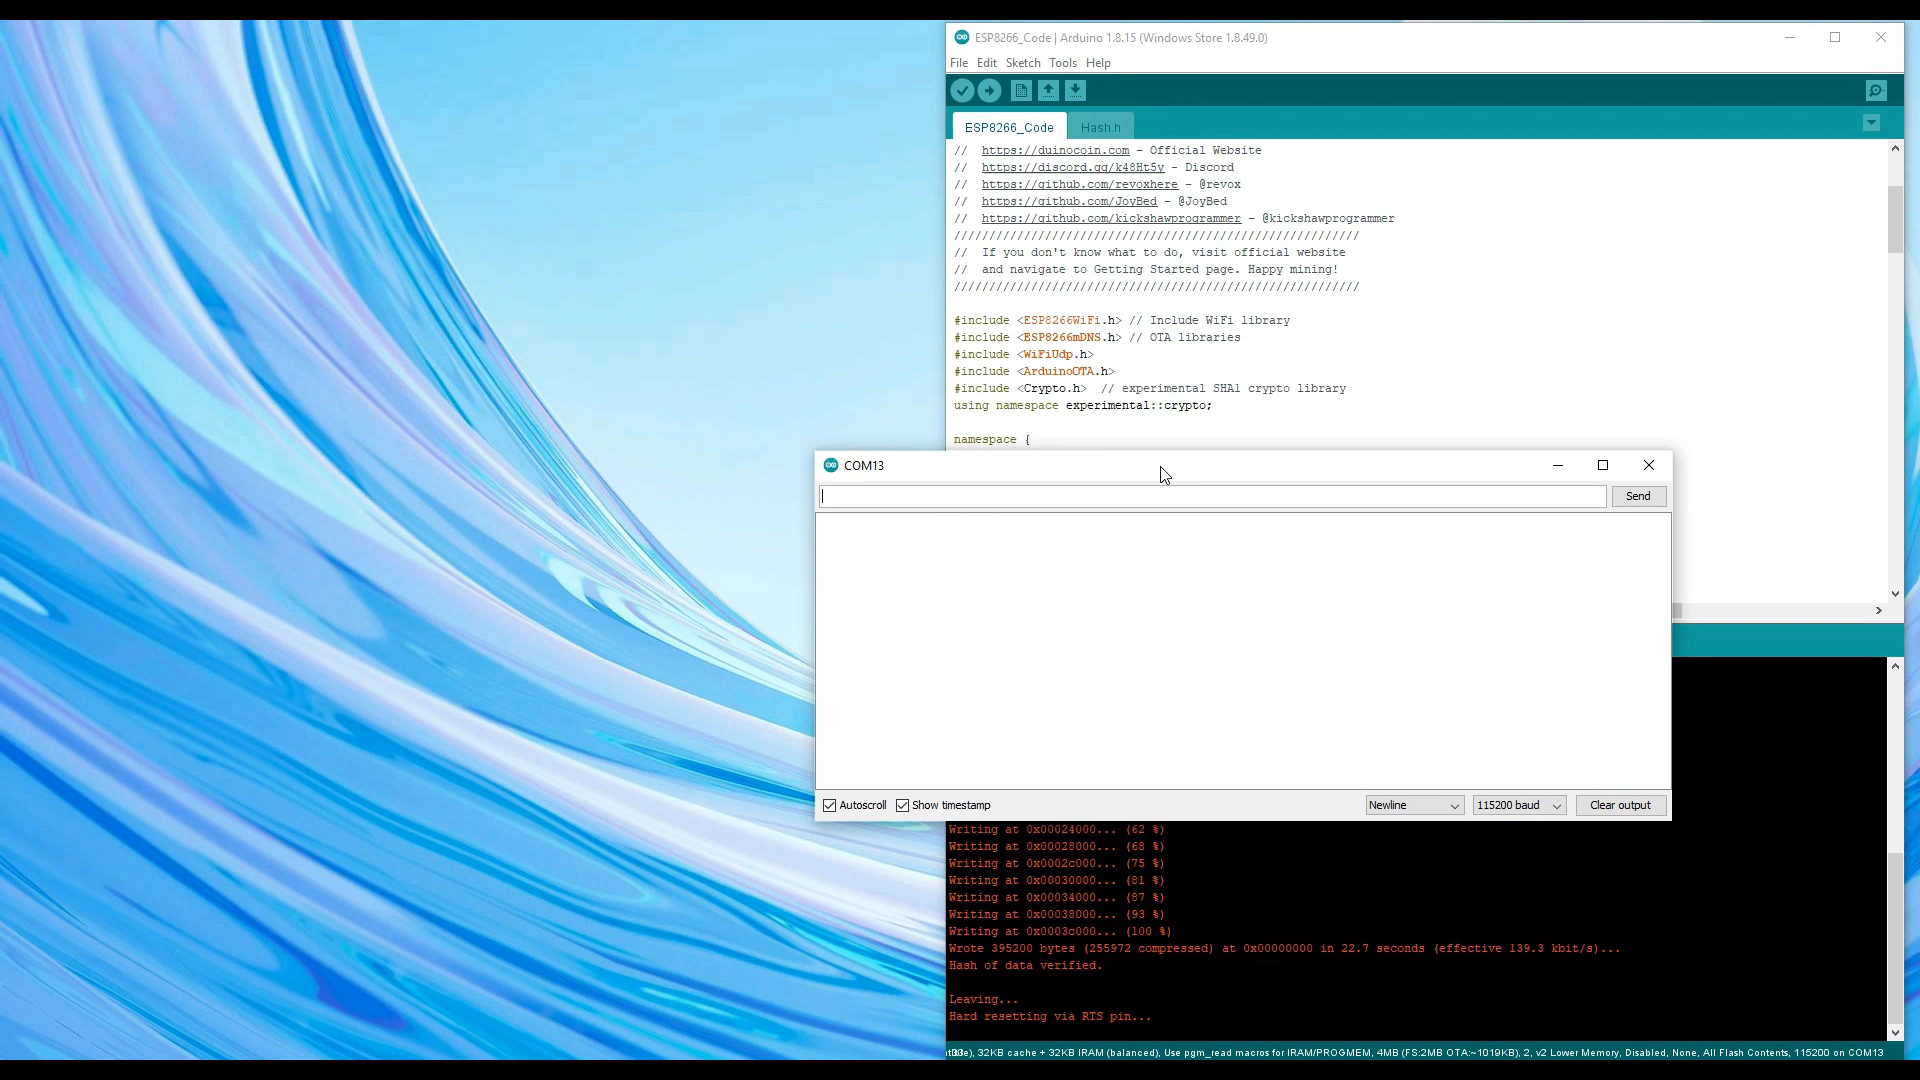 ESP8266_Code | Arduino 1.8.15 (Windows Store 1.8.49.0)
File Edit Sketch Tools Help
ESP8266_Code Hash.h
// https://duinocoin.com - Official Website
// https://discord.gg/k48Ht5y - Discord
// https://github.com/revoxhere - @revox
// https://github.com/JoyBed - @JoyBed
// https://github.com/kickshawprogrammer - @kickshawprogrammer
//////////////////////////////////////////////////////////
// If you don't know what to do, visit official website
// and navigate to Getting Started page. Happy mining!
//////////////////////////////////////////////////////////
#include <ESP8266WiFi.h> // Include WiFi library
#include <ESP8266mDNS.h> // OTA libraries
#include <WiFiUdp.h>
#include <ArduinoOTA.h>
#include <Crypto.h> // experimental SHA1 crypto library
using namespace experimental::crypto;
namespace {
COM13
Send
Autoscroll Show timestamp Newline 115200 baud Clear output
Writing at 0x00024000... (62 %)
Writing at 0x00028000... (68 %)
Writing at 0x0002c000... (75 %)
Writing at 0x00030000... (81 %)
Writing at 0x00034000... (87 %)
Writing at 0x00038000... (93 %)
Writing at 0x0003c000... (100 %)
Wrote 395200 bytes (255972 compressed) at 0x00000000 in 22.7 seconds (effective 139.3 kbit/s)...
Hash of data verified.
Leaving...
Hard resetting via RTS pin...
32KB cache + 32KB IRAM (balanced), Use pgm_read macros for IRAM/PROGMEM, 4MB (FS:2MB OTA:~1019KB), 2, v2 Lower Memory, Disabled, None, All Flash Contents, 115200 on COM13